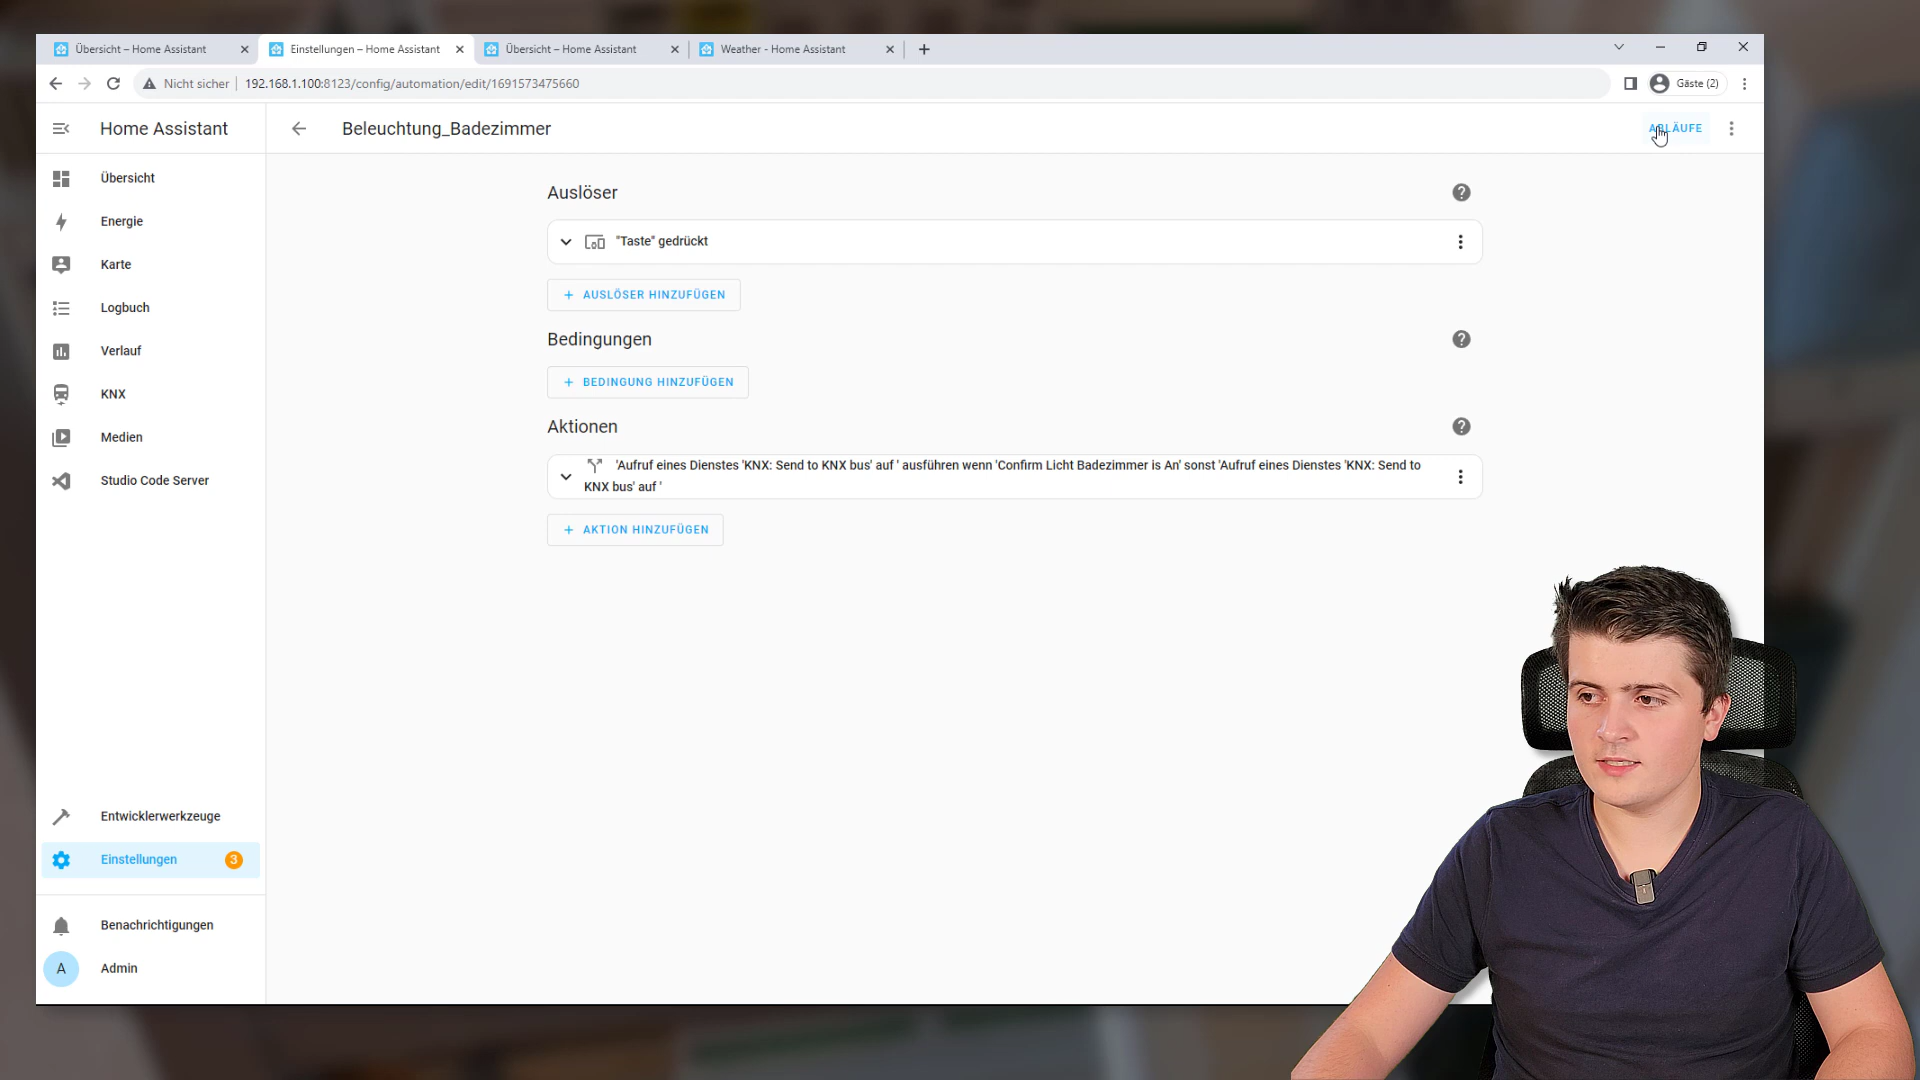 Übersicht – Home Assistant
Einstellungen – Home Assistant
Übersicht – Home Assistant
Weather - Home Assistant
Nicht sicher
192.168.1.100:8123/config/automation/edit/1691573475660
Gäste (2)
Home Assistant
Beleuchtung_Badezimmer
ABLÄUFE
Übersicht
Energie
Karte
Logbuch
Verlauf
KNX
Medien
Studio Code Server
Auslöser
"Taste" gedrückt
+ AUSLÖSER HINZUFÜGEN
Bedingungen
+ BEDINGUNG HINZUFÜGEN
Aktionen
'Aufruf eines Dienstes 'KNX: Send to KNX bus' auf ' ausführen wenn 'Confirm Licht Badezimmer is An' sonst 'Aufruf eines Dienstes 'KNX: Send to
KNX bus' auf '
+ AKTION HINZUFÜGEN
Entwicklerwerkzeuge
Einstellungen
3
Benachrichtigungen
A
Admin